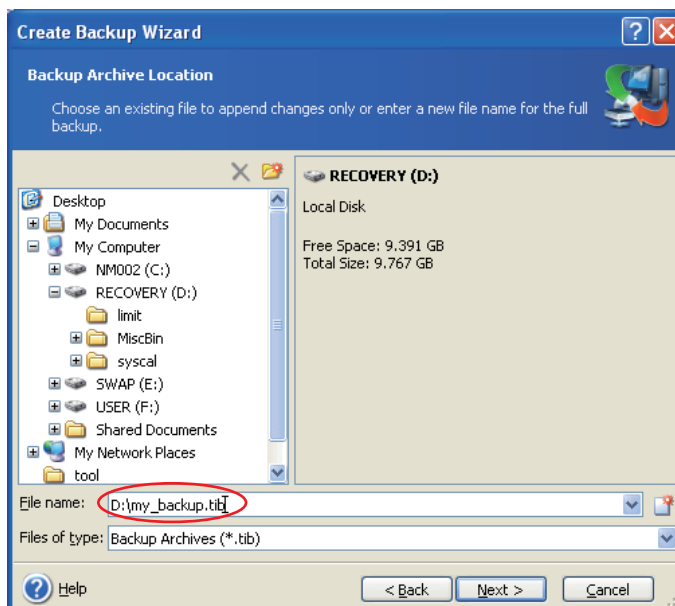 Create Backup Wizard
Backup Archive Location
Choose an existing file to append changes only or enter a new file name for the full
backup.
Desktop
My Documents
My Computer
NM002 (C:)
RECOVERY (D:)
limit
MiscBin
syscal
SWAP (E:)
USER (F:)
Shared Documents
My Network Places
tool
RECOVERY (D:)
Local Disk
Free Space: 9.391 GB
Total Size: 9.767 GB
File name: D:\my_backup.tib
Files of type: Backup Archives (*.tib)
Help
< Back
Next >
Cancel